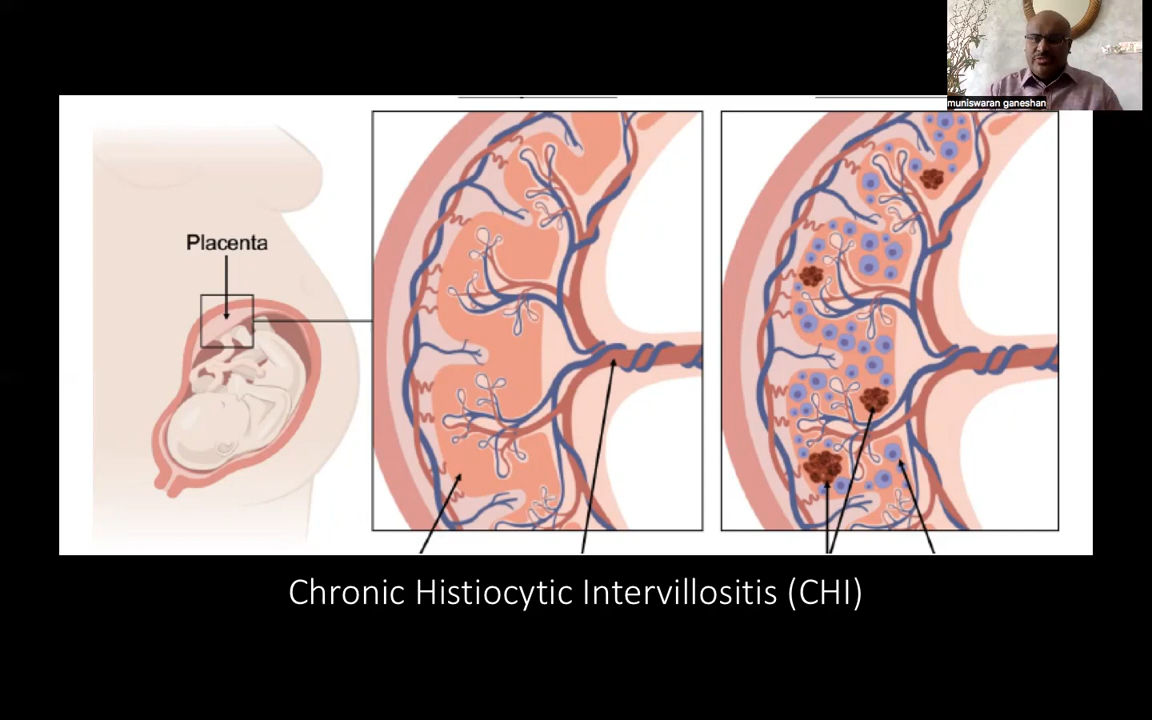 muniswaran ganeshan
Placenta
Chronic Histiocytic Intervillositis (CHI)